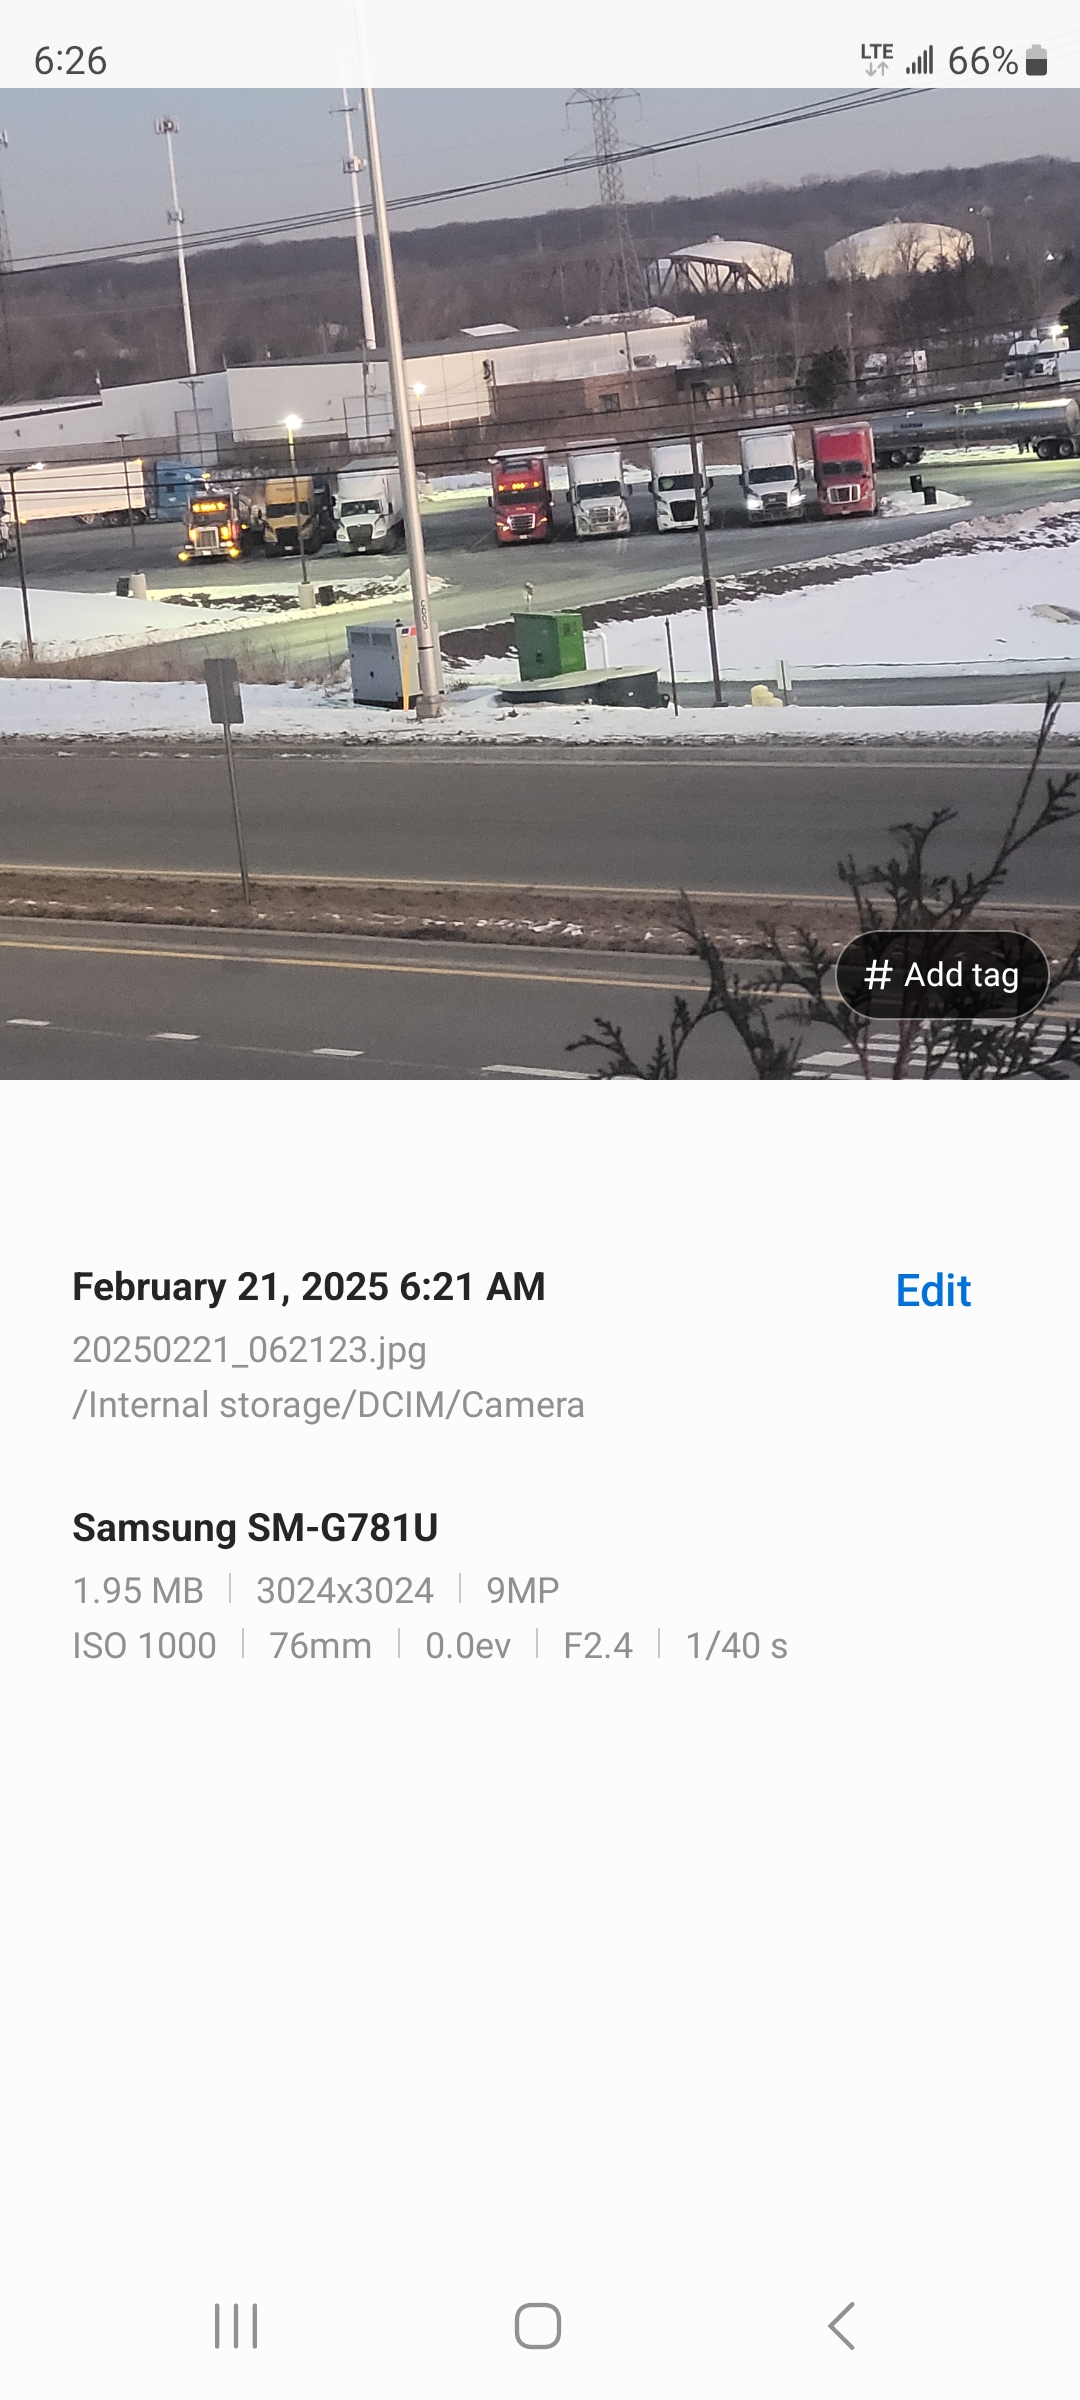 6:26
LTE 66%
# Add tag
February 21, 2025 6:21 AM
Edit
20250221_062123.jpg
/Internal storage/DCIM/Camera
Samsung SM-G781U
1.95 MB | 3024x3024 | 9MP
ISO 1000 | 76mm | 0.0ev | F2.4 | 1/40 s